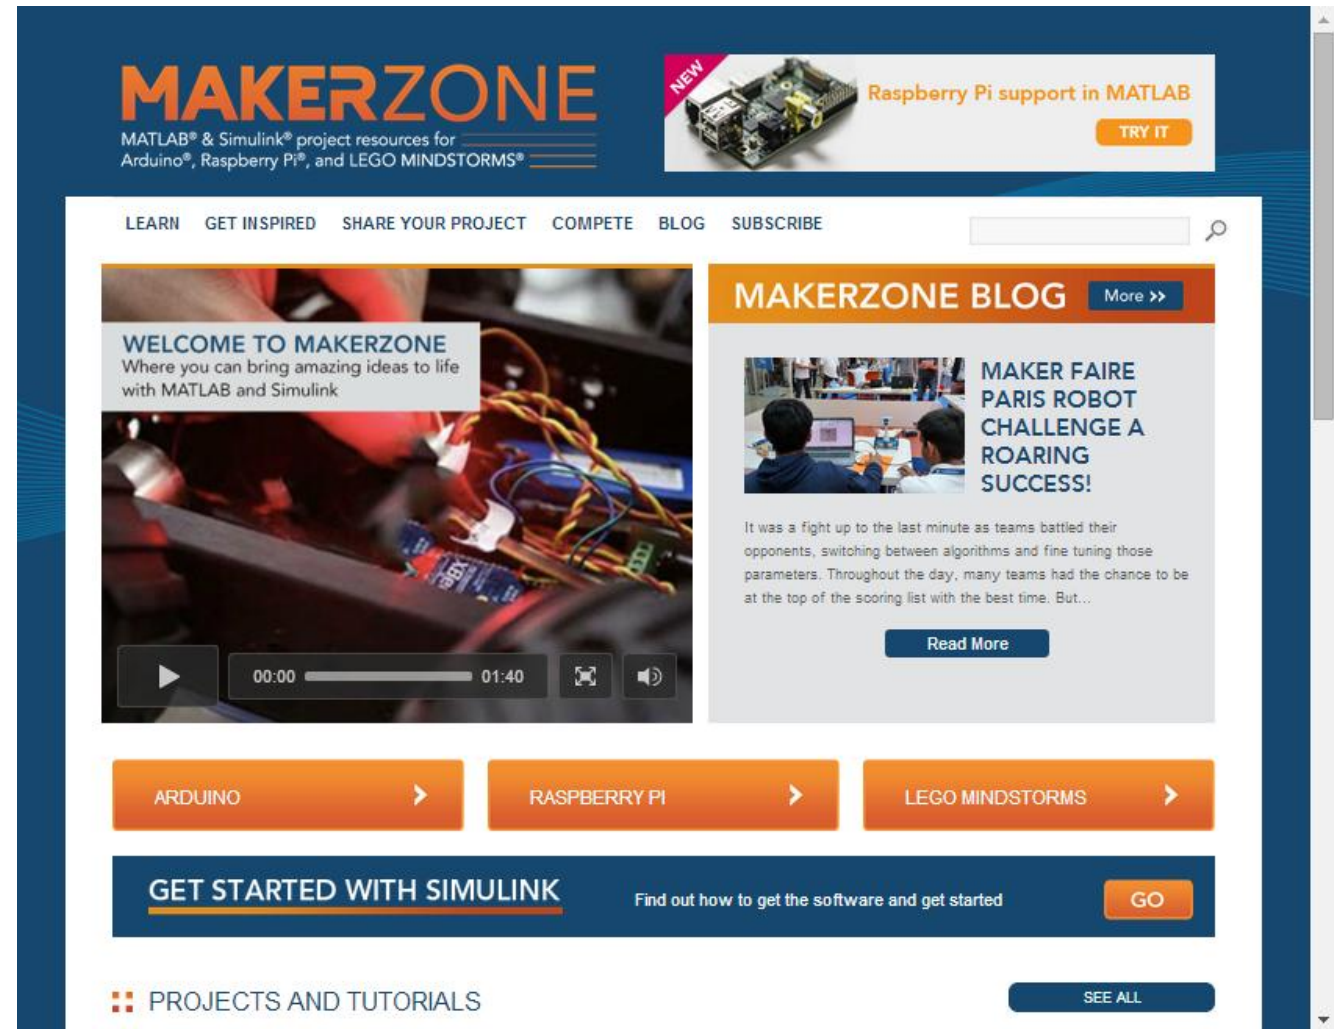 MAKERZONE
MATLAB® & Simulink® project resources for
Arduino®, Raspberry Pi®, and LEGO MINDSTORMS®
NEW
Raspberry Pi support in MATLAB
TRY IT
LEARN GET INSPIRED SHARE YOUR PROJECT COMPETE BLOG SUBSCRIBE
WELCOME TO MAKERZONE
Where you can bring amazing ideas to life
with MATLAB and Simulink
00:00 01:40
MAKERZONE BLOG More >>
MAKER FAIRE
PARIS ROBOT
CHALLENGE A
ROARING
SUCCESS!
It was a fight up to the last minute as teams battled their
opponents, switching between algorithms and fine tuning those
parameters. Throughout the day, many teams had the chance to be
at the top of the scoring list with the best time. But...
Read More
ARDUINO RASPBERRY PI LEGO MINDSTORMS
GET STARTED WITH SIMULINK Find out how to get the software and get started GO
PROJECTS AND TUTORIALS SEE ALL